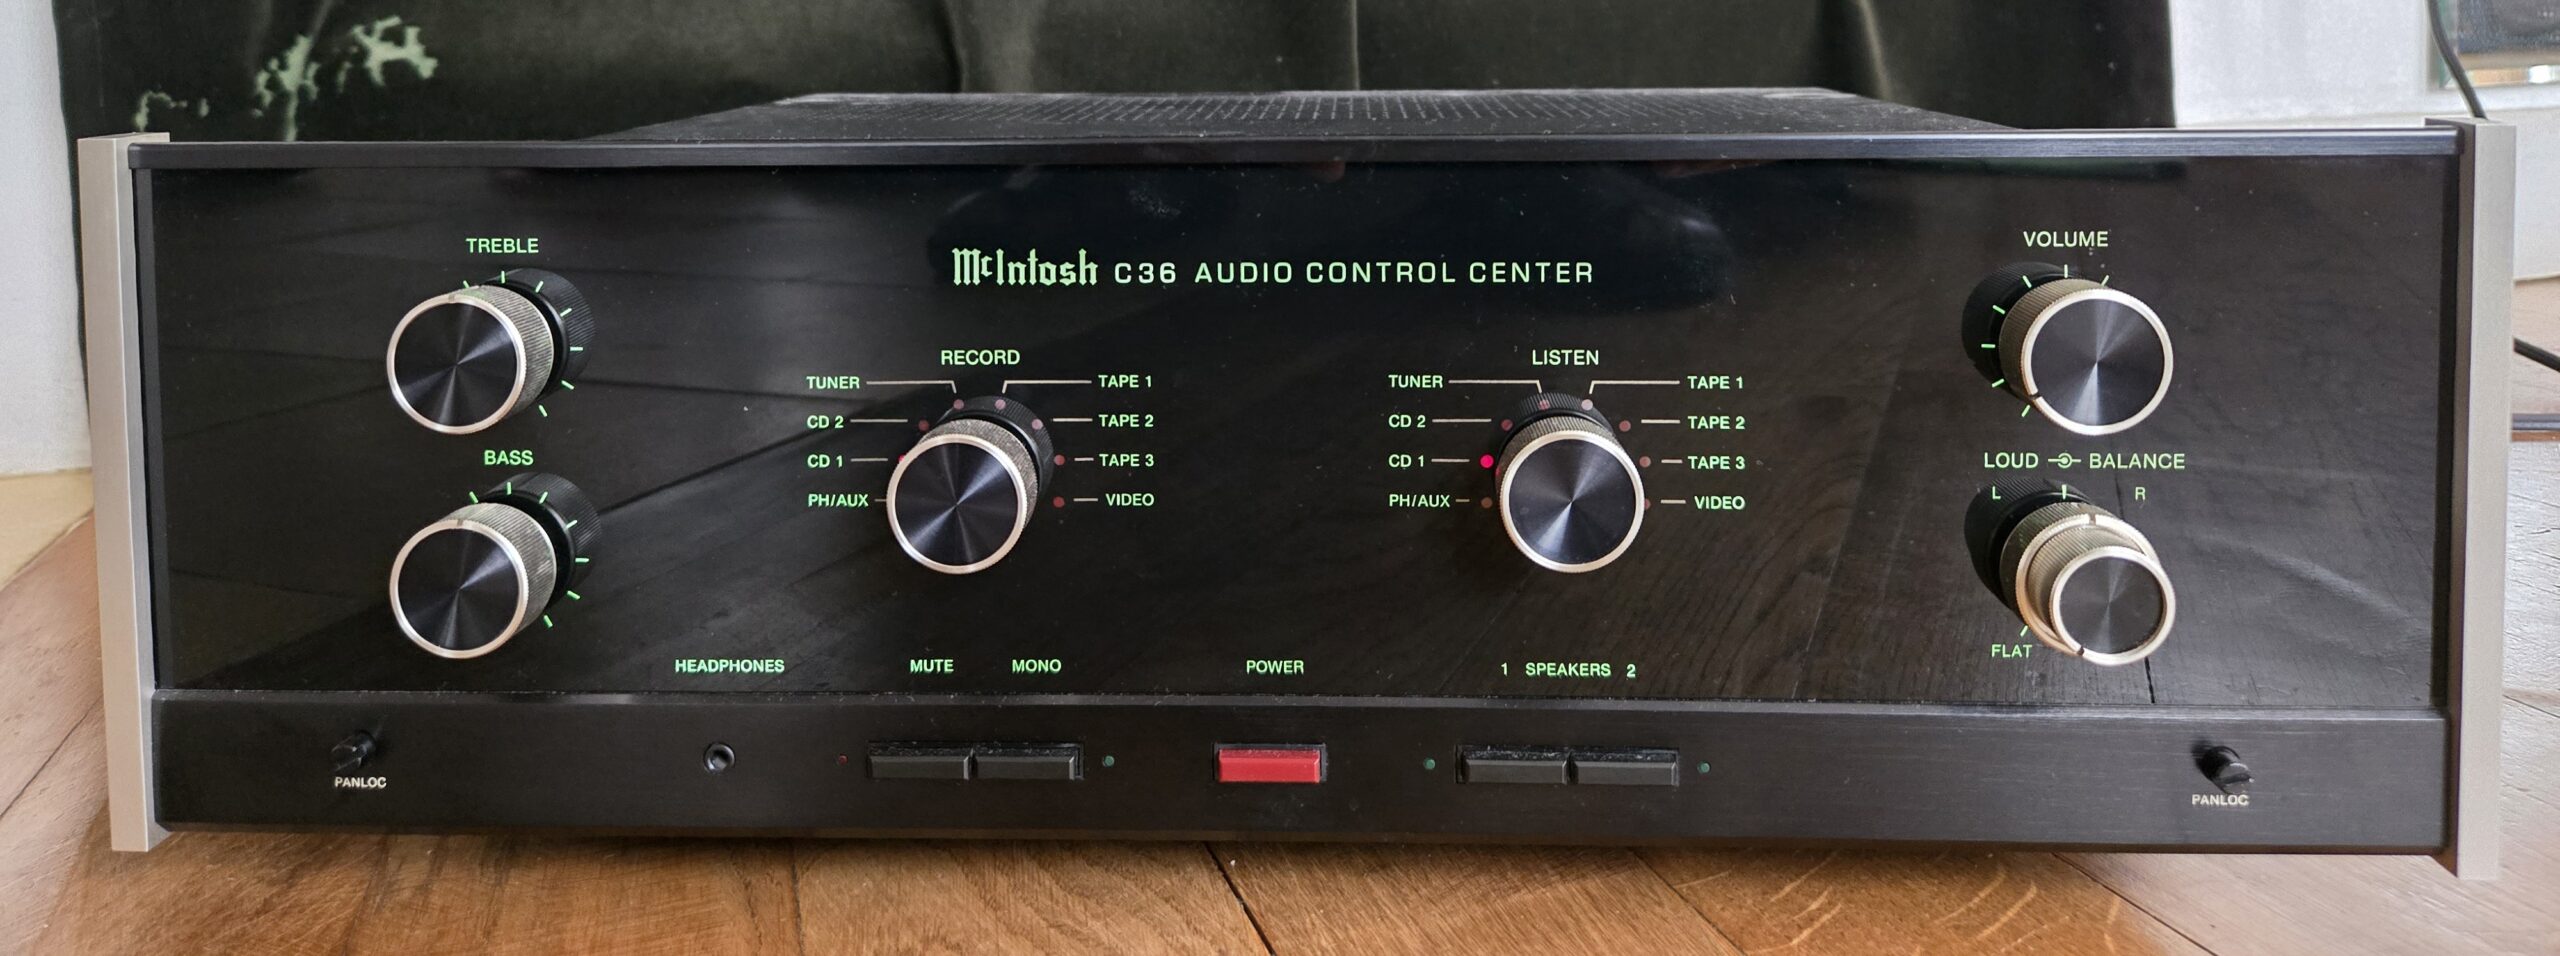 TREBLE
BASS
McIntosh C36 AUDIO CONTROL CENTER
RECORD
TUNER
CD 2
CD 1
PH/AUX
TAPE 1
TAPE 2
TAPE 3
VIDEO
LISTEN
TUNER
CD 2
CD 1
PH/AUX
TAPE 1
TAPE 2
TAPE 3
VIDEO
VOLUME
LOUD BALANCE
L R
FLAT
HEADPHONES
MUTE
MONO
POWER
1 SPEAKERS 2
PANLOC
PANLOC